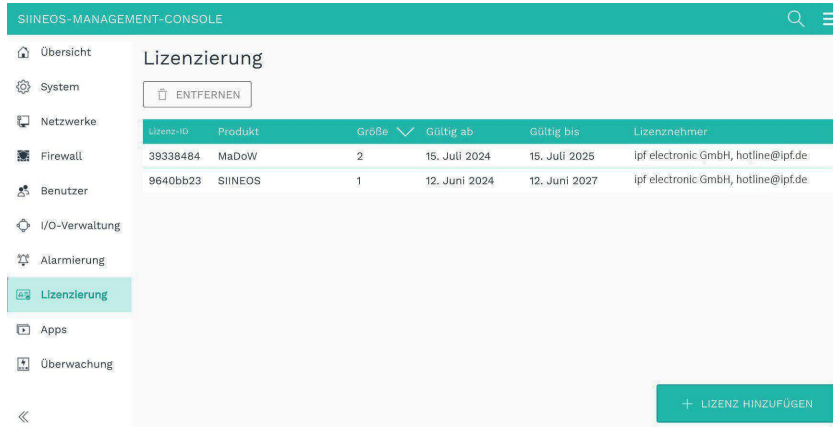 SIINEOS-MANAGEMENT-CONSOLE
Übersicht
System
Netzwerke
Firewall
Benutzer
I/O-Verwaltung
Alarmierung
Lizenzierung
Apps
Überwachung
Lizenzierung
ENTFERNEN
Lizenz-ID Produkt Größe Gültig ab Gültig bis Lizenznehmer
39338484 MaDoW 2 15. Juli 2024 15. Juli 2025 ipf electronic GmbH, hotline@ipf.de
9640bb23 SIINEOS 1 12. Juni 2024 12. Juni 2027 ipf electronic GmbH, hotline@ipf.de
+ LIZENZ HINZUFÜGEN